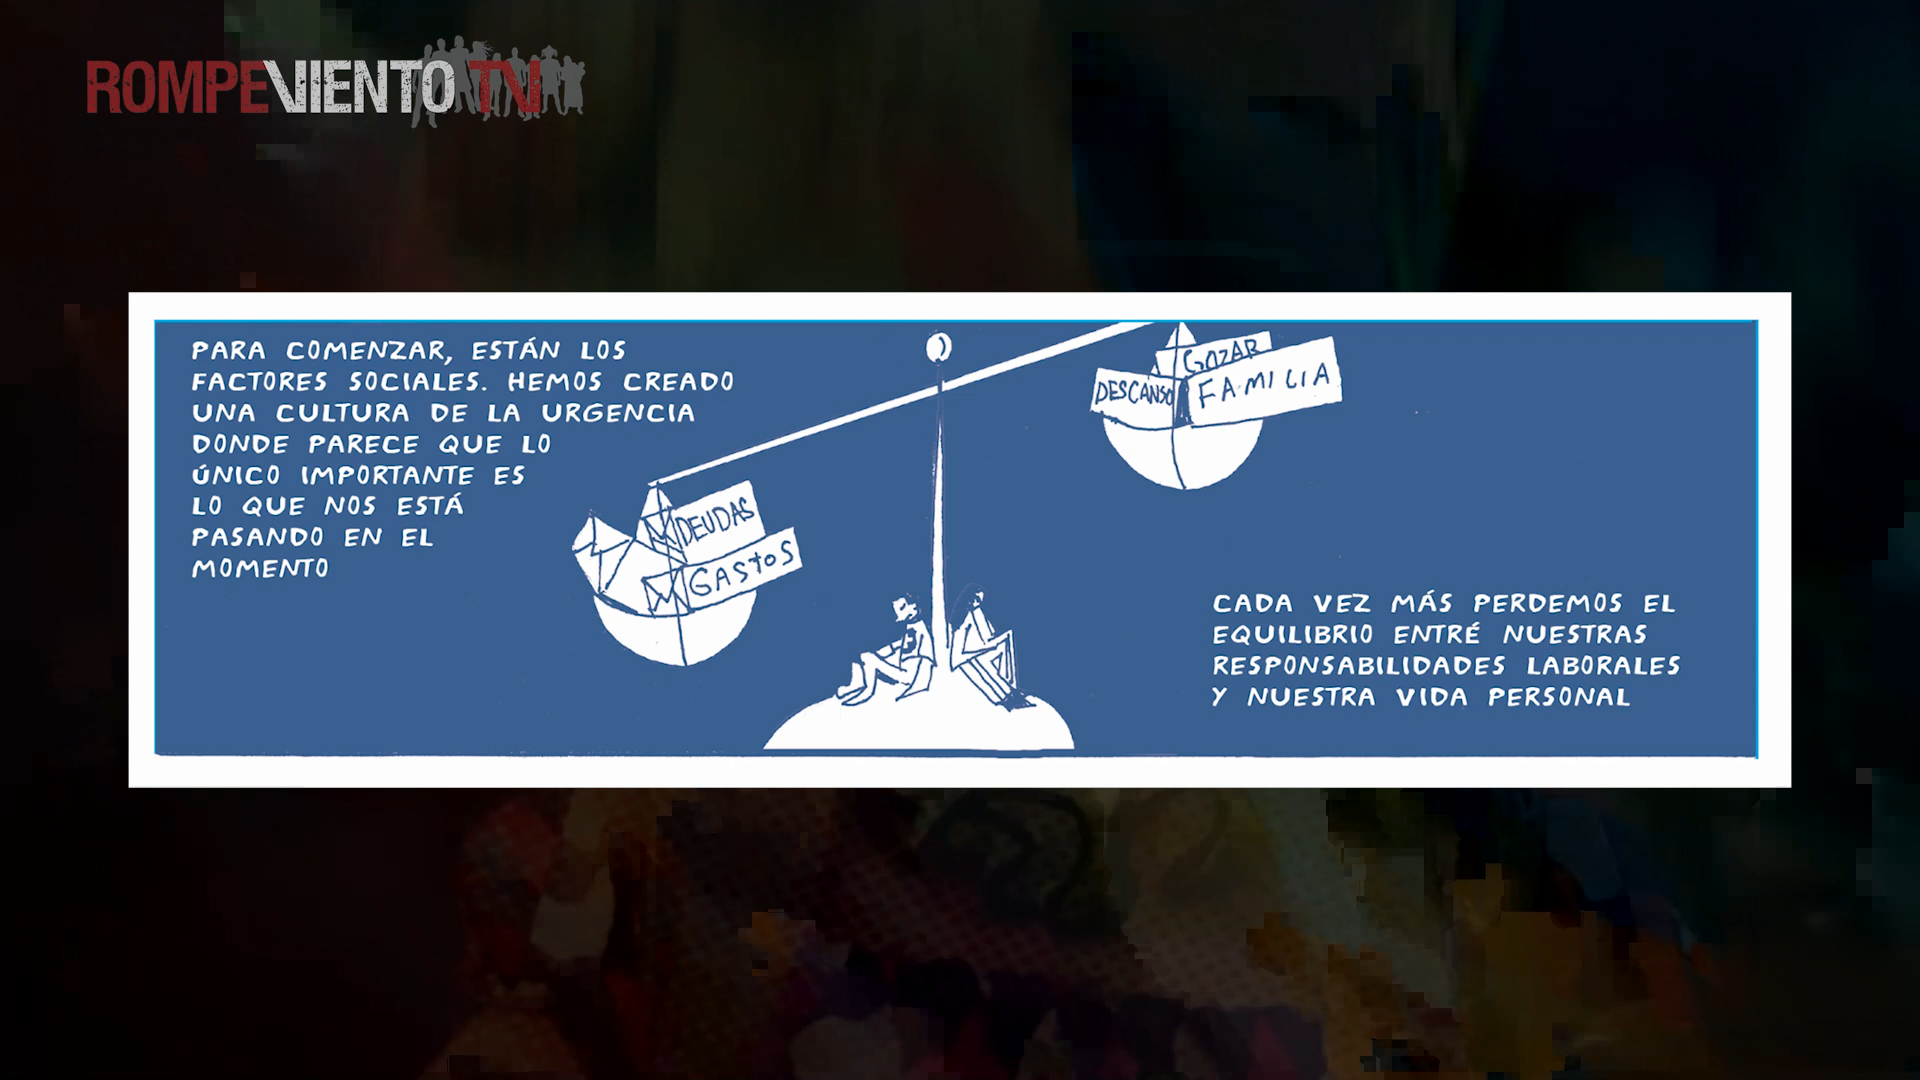 ROMPEVIENTO TV
PARA COMENZAR, ESTÁN LOS
FACTORES SOCIALES. HEMOS CREADO
UNA CULTURA DE LA URGENCIA
DONDE PARECE QUE LO
ÚNICO IMPORTANTE ES
LO QUE NOS ESTÁ
PASANDO EN EL
MOMENTO
GOZAR
DESCANSO
FAMILIA
DEUDAS
GASTOS
CADA VEZ MÁS PERDEMOS EL
EQUILIBRIO ENTRÉ NUESTRAS
RESPONSABILIDADES LABORALES
Y NUESTRA VIDA PERSONAL